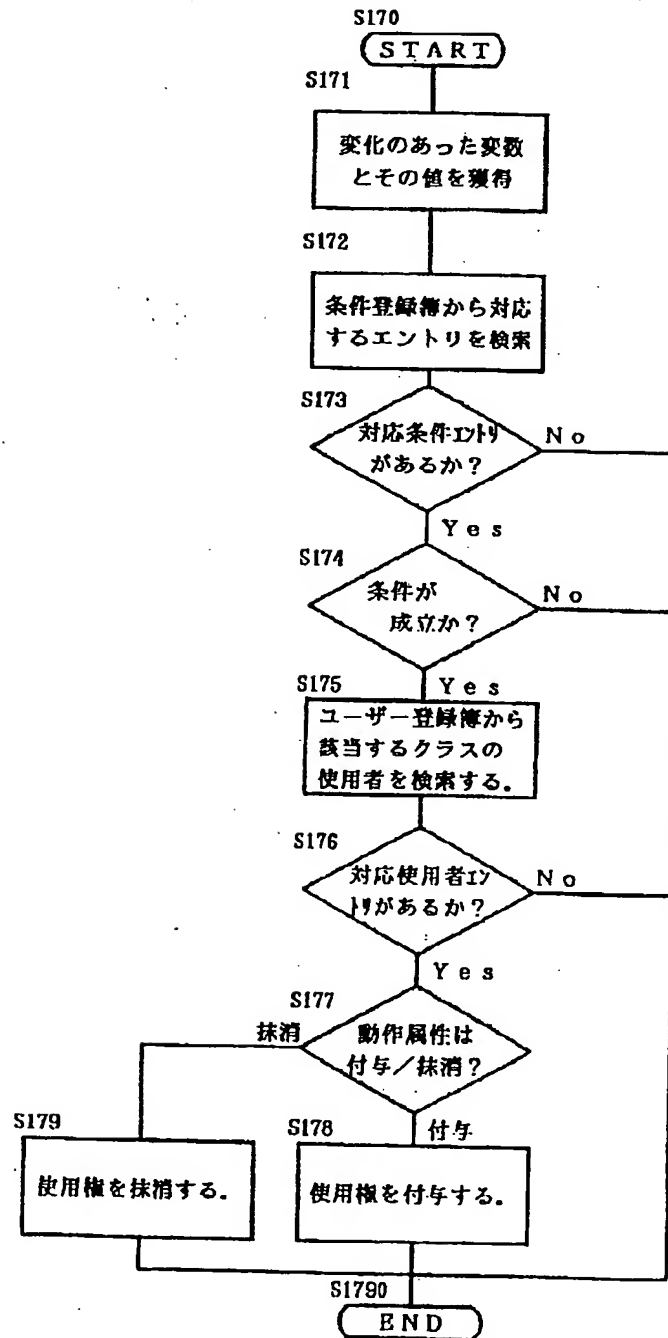 S170
START
S171
変化のあった変数
とその値を獲得
S172
条件登録簿から対応
するエントリを検索
S173
対応条件エントリ
があるか?
No
Yes
S174
条件が
成立か?
No
Yes
S175
ユーザー登録簿から
該当するクラスの
使用者を検索する。
S176
対応使用者エン
トリがあるか?
No
Yes
S177
抹消
動作属性は
付与/抹消?
付与
S179
使用権を抹消する。
S178
使用権を付与する。
S1790
END